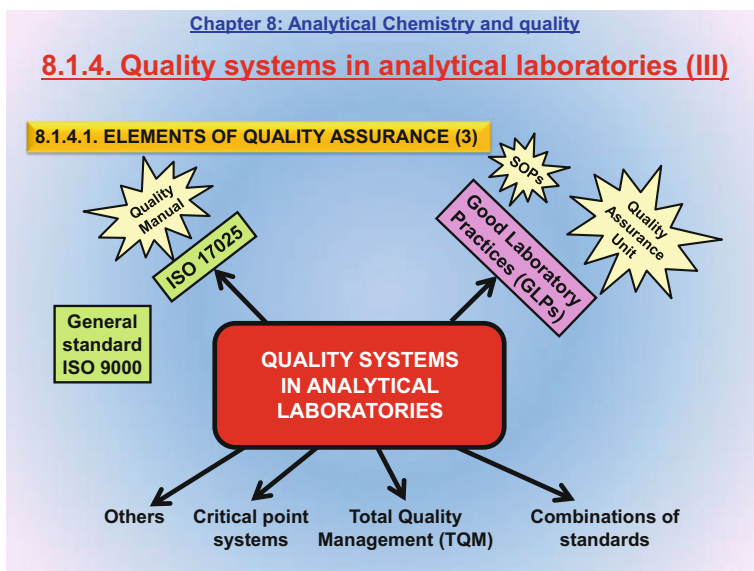 Chapter 8: Analytical Chemistry and quality
8.1.4. Quality systems in analytical laboratories (III)
8.1.4.1. ELEMENTS OF QUALITY ASSURANCE (3)
Quality
Manual
ISO 17025
SOPs
Good Laboratory
Practices (GLPs)
Quality
Assurance
Unit
General
standard
ISO 9000
QUALITY SYSTEMS
IN ANALYTICAL
LABORATORIES
Others
Critical point
systems
Total Quality
Management (TQM)
Combinations of
standards